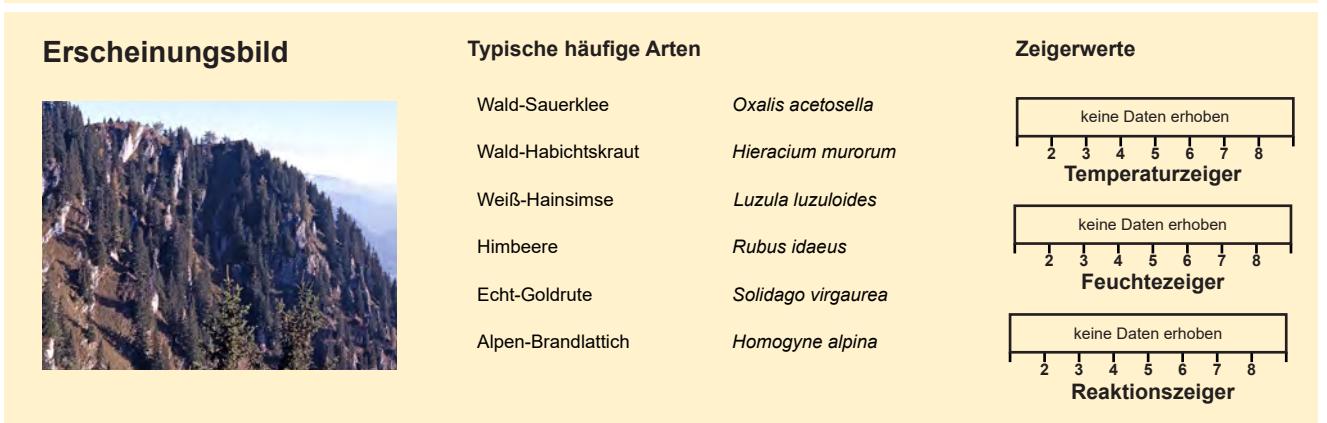 Erscheinungsbild
Typische häufige Arten
Wald-Sauerklee Oxalis acetosella
Wald-Habichtskraut Hieracium murorum
Weiß-Hainsimse Luzula luzuloides
Himbeere Rubus idaeus
Echt-Goldrute Solidago virgaurea
Alpen-Brandlattich Homogyne alpina
Zeigerwerte
keine Daten erhoben
2 3 4 5 6 7 8
Temperaturzeiger
keine Daten erhoben
2 3 4 5 6 7 8
Feuchtezeiger
keine Daten erhoben
2 3 4 5 6 7 8
Reaktionszeiger